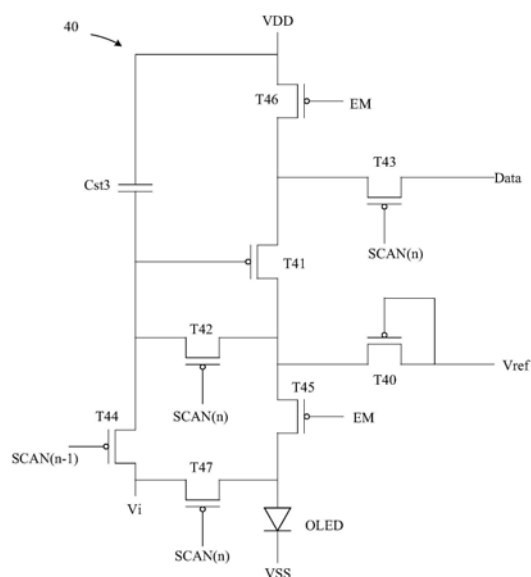 40
VDD
T46
EM
T43
Data
Cst3
SCAN(n)
T41
T42
T40
Vref
SCAN(n)
T45
EM
T44
SCAN(n-1)
T47
Vi
OLED
SCAN(n)
VSS